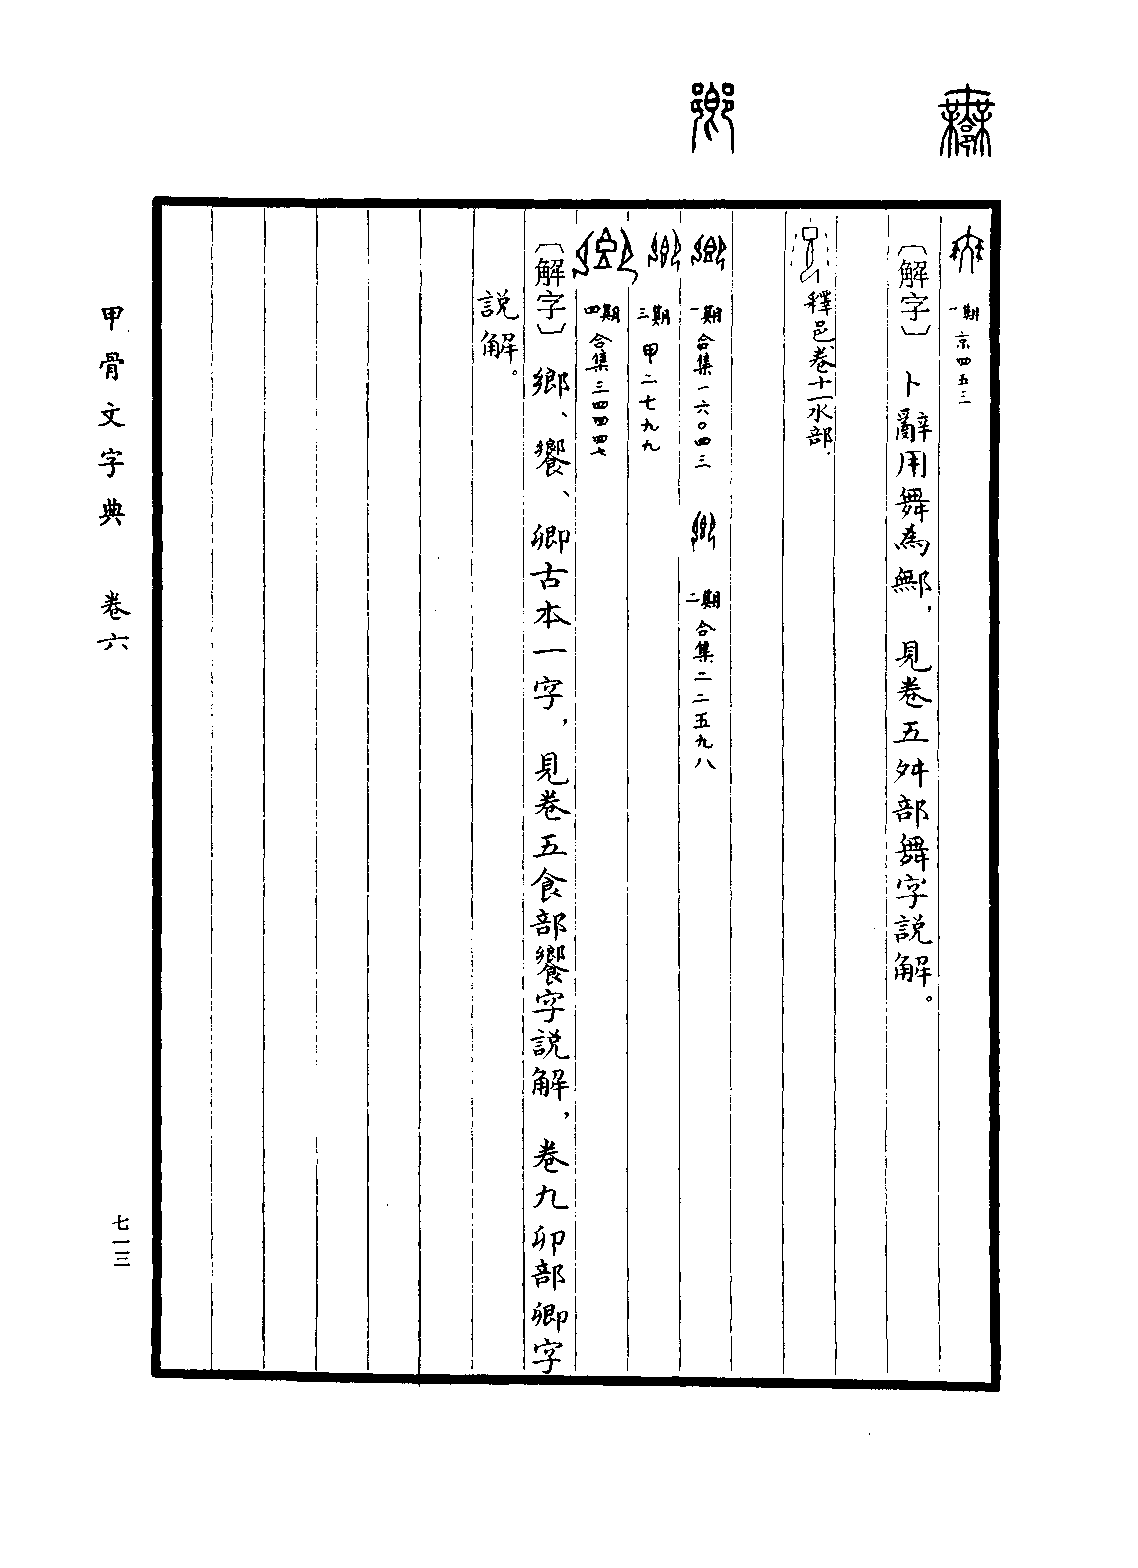 一期 京四五三
〔解字〕 卜辭用舞為鄦，見卷五舛部舞字說解。
釋邑，卷十一水部。
一期 合集一六〇四三 二期 合集二二五九八
三期 甲二七九九
四期 合集三四四四七
〔解字〕 鄉、饗、卿古本一字，見卷五食部饗字說解，卷九卯部卿字
說解。
甲骨文字典 卷六
七一三